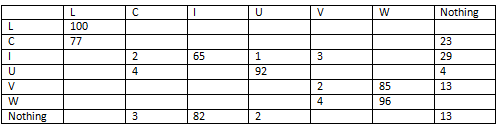 L C I U V W Nothing
L 100
C 77 23
I 2 65 1 3 29
U 4 92 4
V 2 85 13
W 4 96
Nothing 3 82 2 13